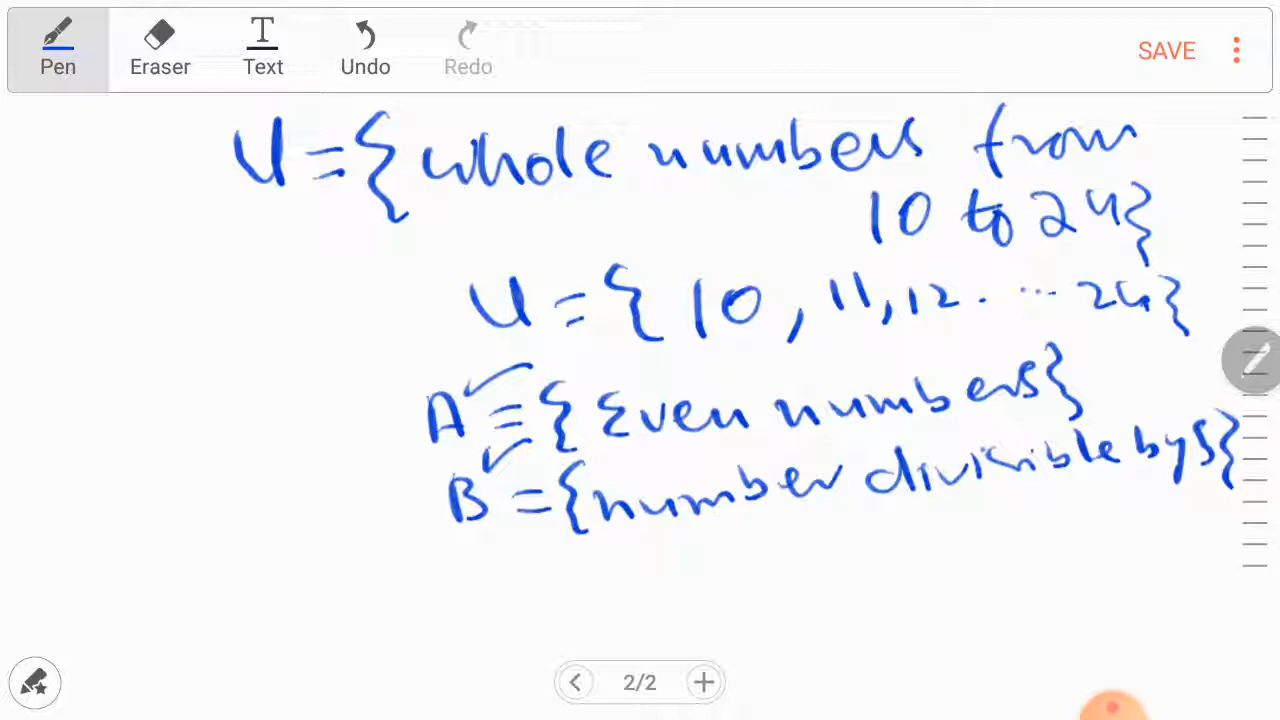 Pen Eraser Text Undo Redo SAVE
U={whole numbers from
10 to 24}
U={10, 11, 12. ... 24}
A = {Even numbers}
B = {number divisible by 5}
2/2